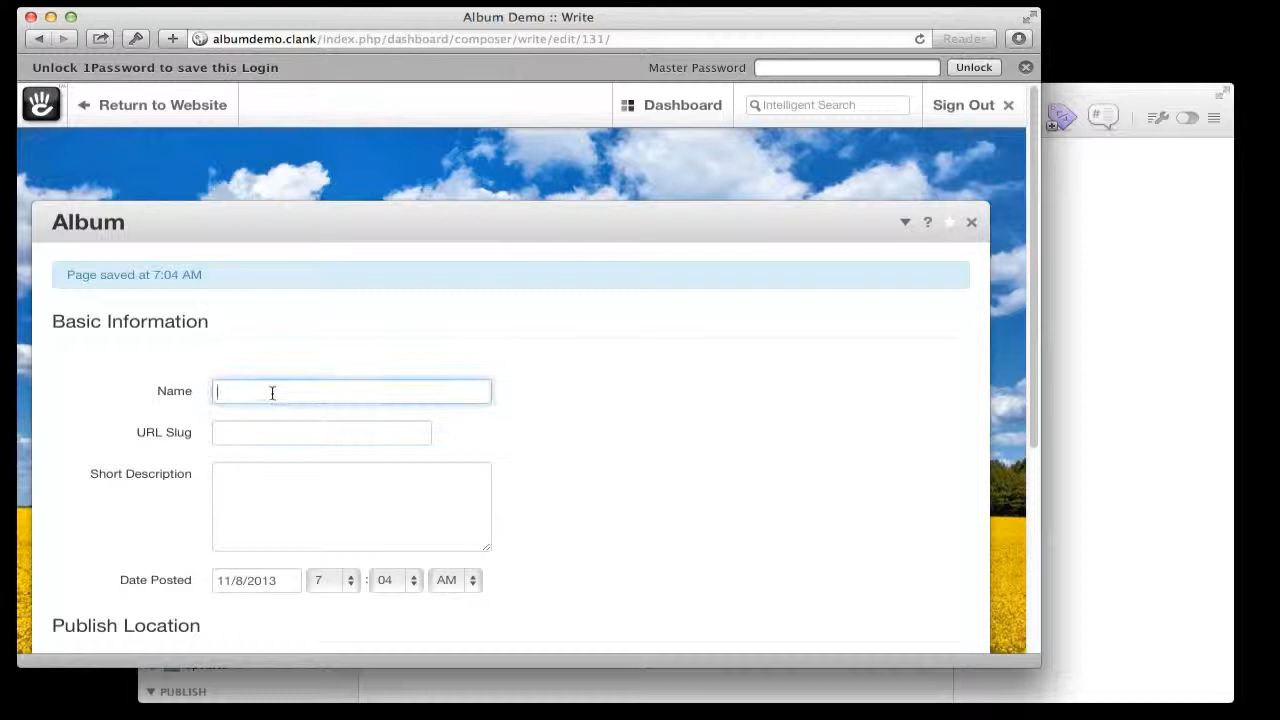 Album Demo :: Write
albumdemo.clank/index.php/dashboard/composer/write/edit/131/
Reader
Unlock 1Password to save this Login
Master Password
Unlock
Return to Website
Dashboard
Intelligent Search
Sign Out
Album
?
Page saved at 7:04 AM
Basic Information
Name
URL Slug
Short Description
Date Posted
11/8/2013
7
:
04
AM
Publish Location
PUBLISH
#